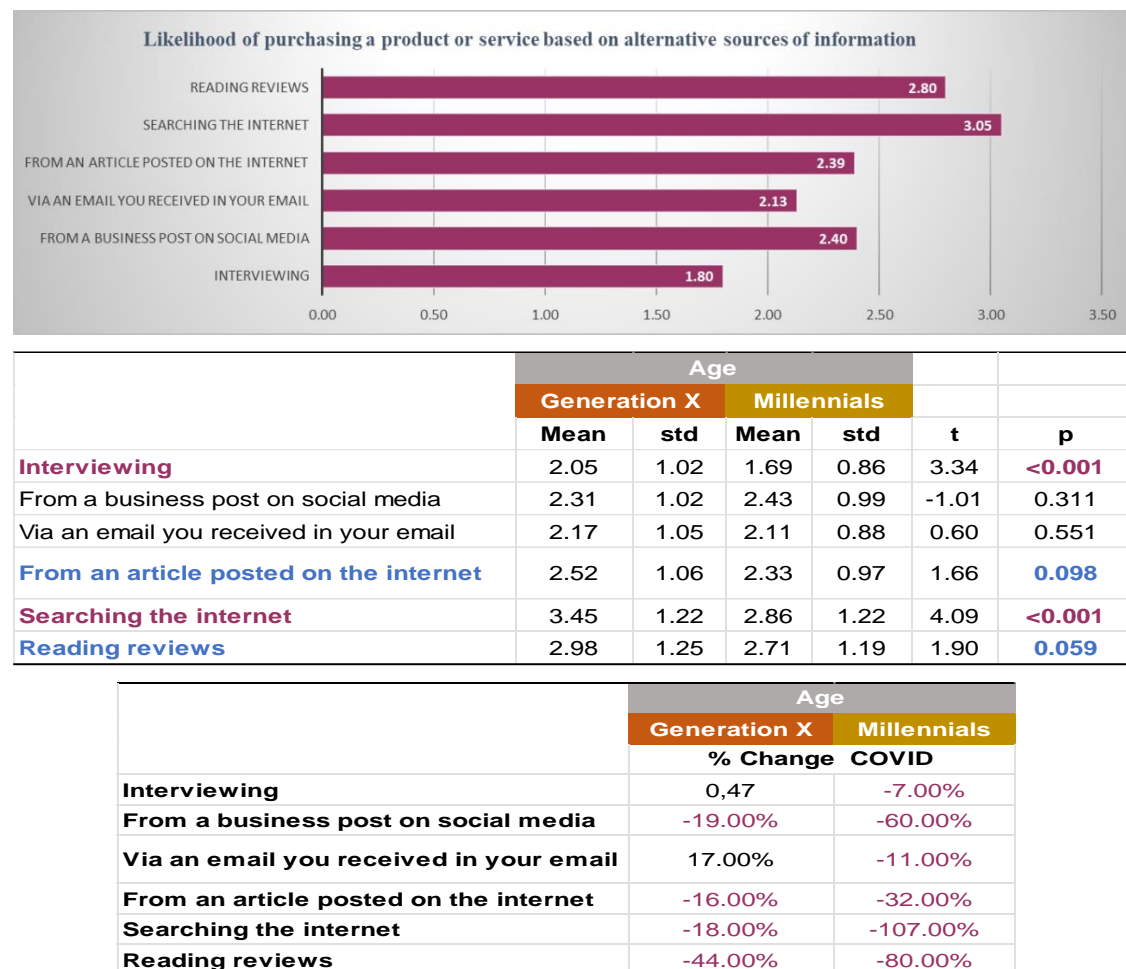 Likelihood of purchasing a product or service based on alternative sources of information
READING REVIEWS 2.80
SEARCHING THE INTERNET 3.05
FROM AN ARTICLE POSTED ON THE INTERNET 2.39
VIA AN EMAIL YOU RECEIVED IN YOUR EMAIL 2.13
FROM A BUSINESS POST ON SOCIAL MEDIA 2.40
INTERVIEWING 1.80
0.00 0.50 1.00 1.50 2.00 2.50 3.00 3.50
Age
Generation X Millennials
Mean std Mean std t p
Interviewing 2.05 1.02 1.69 0.86 3.34 <0.001
From a business post on social media 2.31 1.02 2.43 0.99 -1.01 0.311
Via an email you received in your email 2.17 1.05 2.11 0.88 0.60 0.551
From an article posted on the internet 2.52 1.06 2.33 0.97 1.66 0.098
Searching the internet 3.45 1.22 2.86 1.22 4.09 <0.001
Reading reviews 2.98 1.25 2.71 1.19 1.90 0.059
Age
Generation X Millennials
% Change COVID
Interviewing 0,47 -7.00%
From a business post on social media -19.00% -60.00%
Via an email you received in your email 17.00% -11.00%
From an article posted on the internet -16.00% -32.00%
Searching the internet -18.00% -107.00%
Reading reviews -44.00% -80.00%